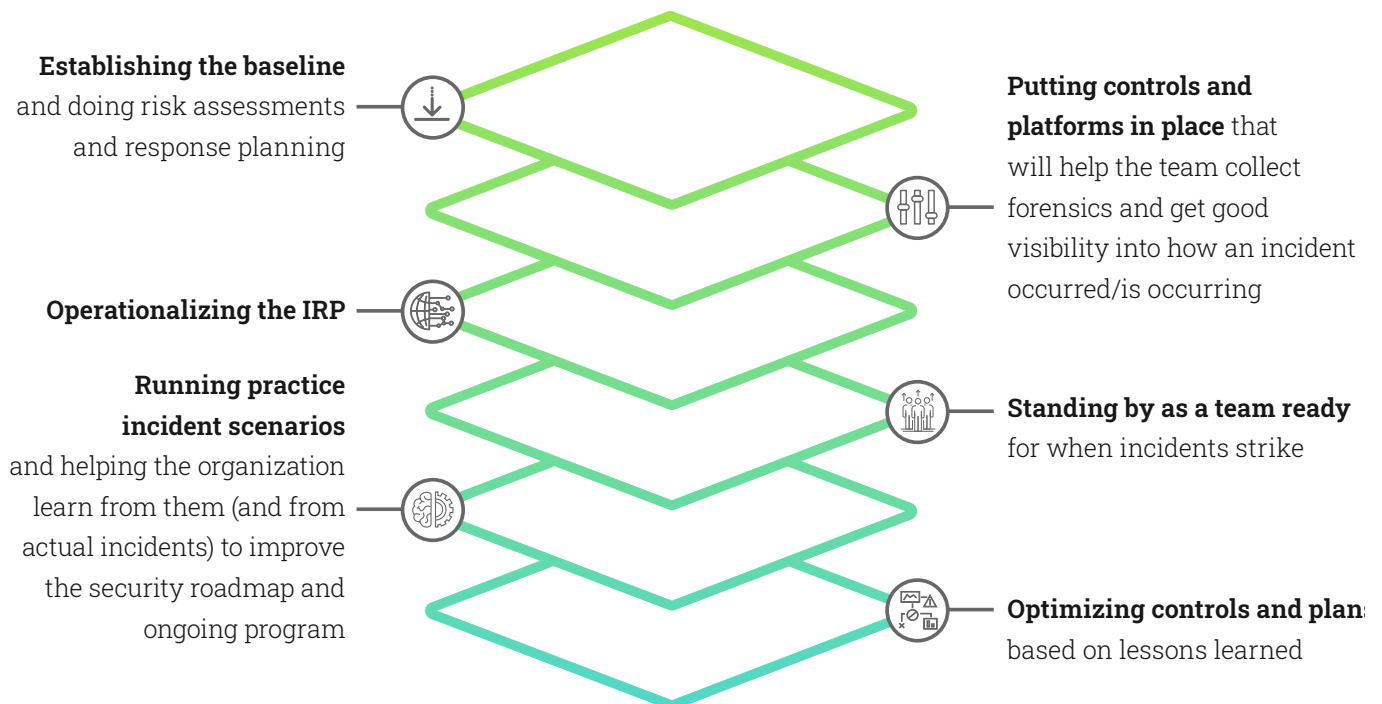 Establishing the baseline
and doing risk assessments
and response planning
Putting controls and
platforms in place that
will help the team collect
forensics and get good
visibility into how an incident
occurred/is occurring
Operationalizing the IRP
Standing by as a team ready
for when incidents strike
Running practice
incident scenarios
and helping the organization
learn from them (and from
actual incidents) to improve
the security roadmap and
ongoing program
Optimizing controls and plans
based on lessons learned